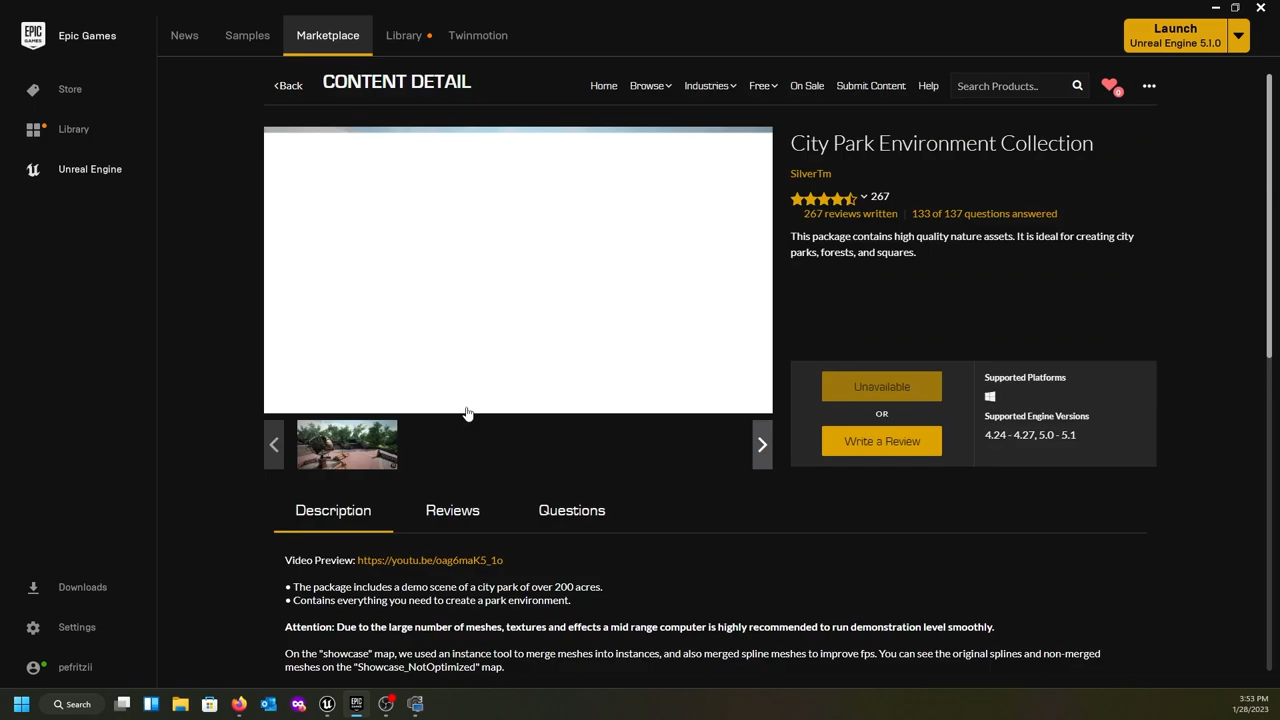 EPIC GAMES
Epic Games
News
Samples
Marketplace
Library
Twinmotion
Launch
Unreal Engine 5.1.0
Store
Library
Unreal Engine
<Back
CONTENT DETAIL
Home
Browse
Industries
Free
On Sale
Submit Content
Help
Search Products..
0
City Park Environment Collection
SilverTm
267
267 reviews written | 133 of 137 questions answered
This package contains high quality nature assets. It is ideal for creating city
parks, forests, and squares.
Unavailable
OR
Write a Review
Supported Platforms
Supported Engine Versions
4.24 - 4.27, 5.0 - 5.1
Description
Reviews
Questions
Video Preview: https://youtu.be/oag6maK5_1o
• The package includes a demo scene of a city park of over 200 acres.
• Contains everything you need to create a park environment.
Attention: Due to the large number of meshes, textures and effects a mid range computer is highly recommended to run demonstration level smoothly.
On the "showcase" map, we used an instance tool to merge meshes into instances, and also merged spline meshes to improve fps. You can see the original splines and non-merged
meshes on the "Showcase_NotOptimized" map.
Downloads
Settings
pefritzii
Search
3:53 PM
1/28/2023